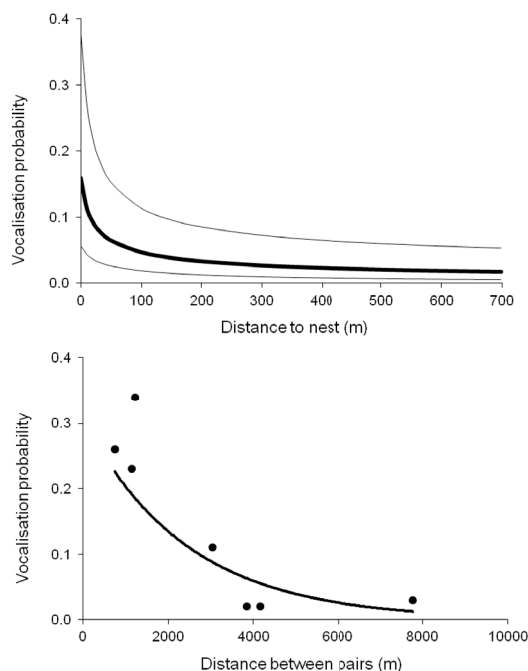 0.4
0.3
0.2
0.1
0.0
Vocalisation probability
0 100 200 300 400 500 600 700
Distance to nest (m)
0.4
0.3
0.2
0.1
0.0
Vocalisation probability
0 2000 4000 6000 8000 10000
Distance between pairs (m)